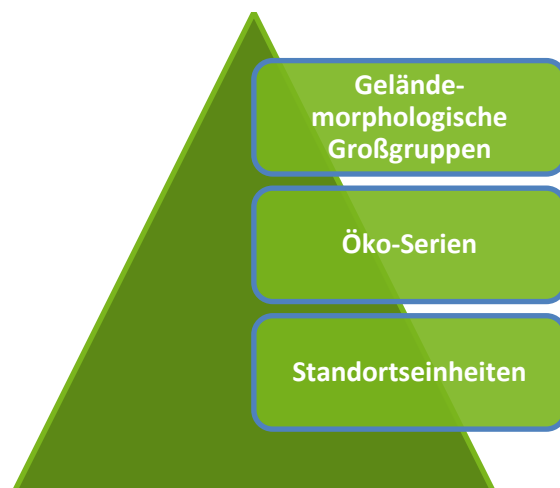 Gelände-
morphologische
Großgruppen
Öko-Serien
Standortseinheiten